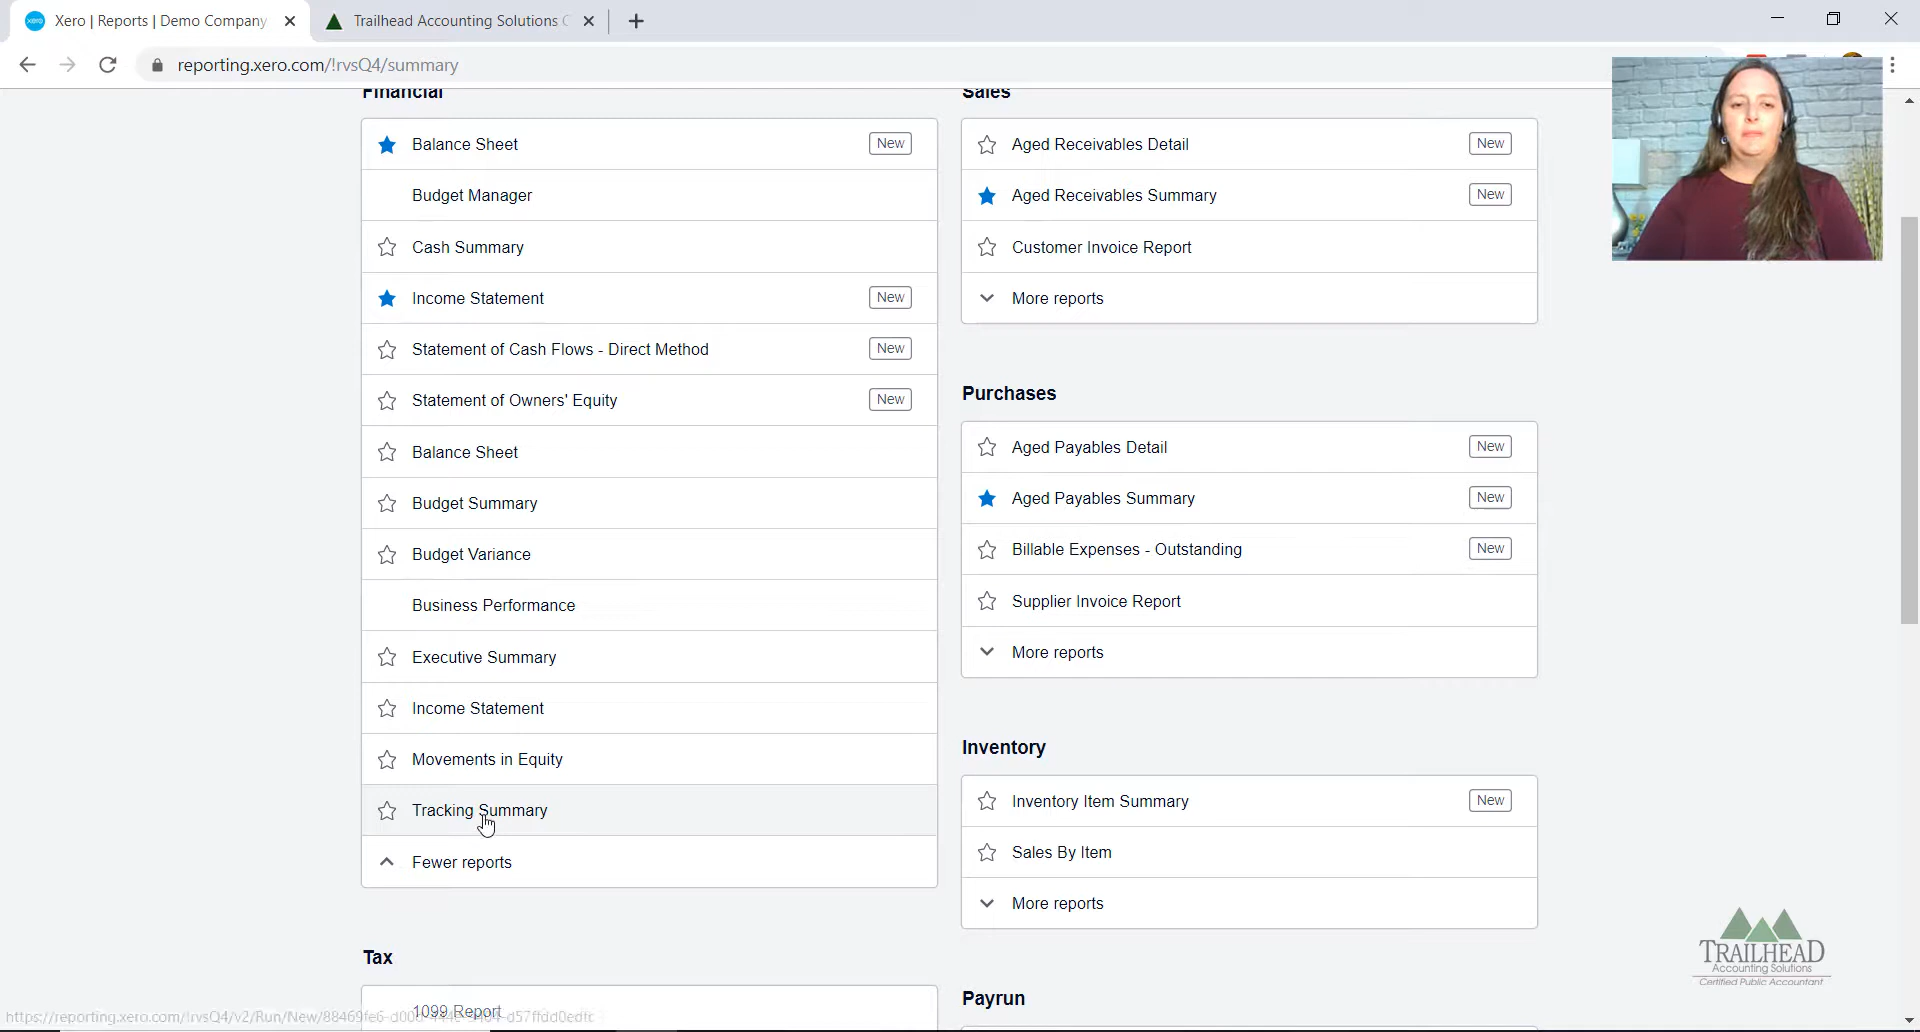 Xero | Reports | Demo Company
Trailhead Accounting Solutions C
reporting.xero.com/!rvsQ4/summary
Financial
Balance Sheet New
Budget Manager
Cash Summary
Income Statement New
Statement of Cash Flows - Direct Method New
Statement of Owners' Equity New
Balance Sheet
Budget Summary
Budget Variance
Business Performance
Executive Summary
Income Statement
Movements in Equity
Tracking Summary
Fewer reports
Tax
1099 Report
Sales
Aged Receivables Detail New
Aged Receivables Summary New
Customer Invoice Report
More reports
Purchases
Aged Payables Detail New
Aged Payables Summary New
Billable Expenses - Outstanding New
Supplier Invoice Report
More reports
Inventory
Inventory Item Summary New
Sales By Item
More reports
Payrun
TRAILHEAD
Accounting Solutions
Certified Public Accountant